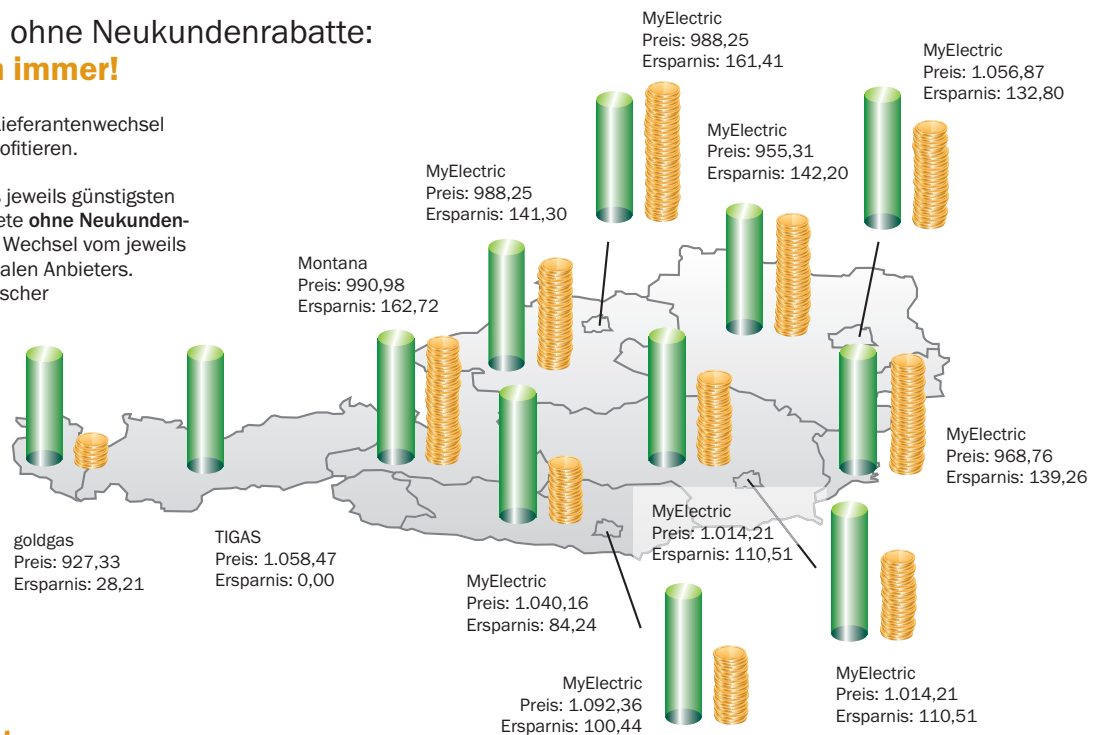 ohne Neukundenrabatte:
immer!
Lieferantenwechsel
jeweils günstigsten
ohne Neukunden-
Wechsel vom jeweils
Anbieters.
MyElectric
Preis: 988,25
Ersparnis: 161,41
MyElectric
Preis: 1.056,87
Ersparnis: 132,80
MyElectric
Preis: 955,31
Ersparnis: 142,20
MyElectric
Preis: 988,25
Ersparnis: 141,30
Montana
Preis: 990,98
Ersparnis: 162,72
MyElectric
Preis: 968,76
Ersparnis: 139,26
goldgas
Preis: 927,33
Ersparnis: 28,21
TIGAS
Preis: 1.058,47
Ersparnis: 0,00
MyElectric
Preis: 1.014,21
Ersparnis: 110,51
MyElectric
Preis: 1.040,16
Ersparnis: 84,24
MyElectric
Preis: 1.092,36
Ersparnis: 100,44
MyElectric
Preis: 1.014,21
Ersparnis: 110,51